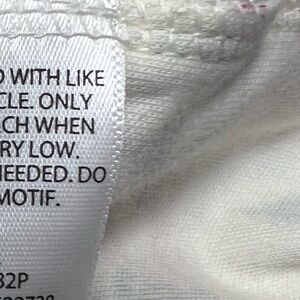 D WITH LIKE
CLE. ONLY
CH WHEN
RY LOW.
NEEDED. DO
MOTIF.
32P